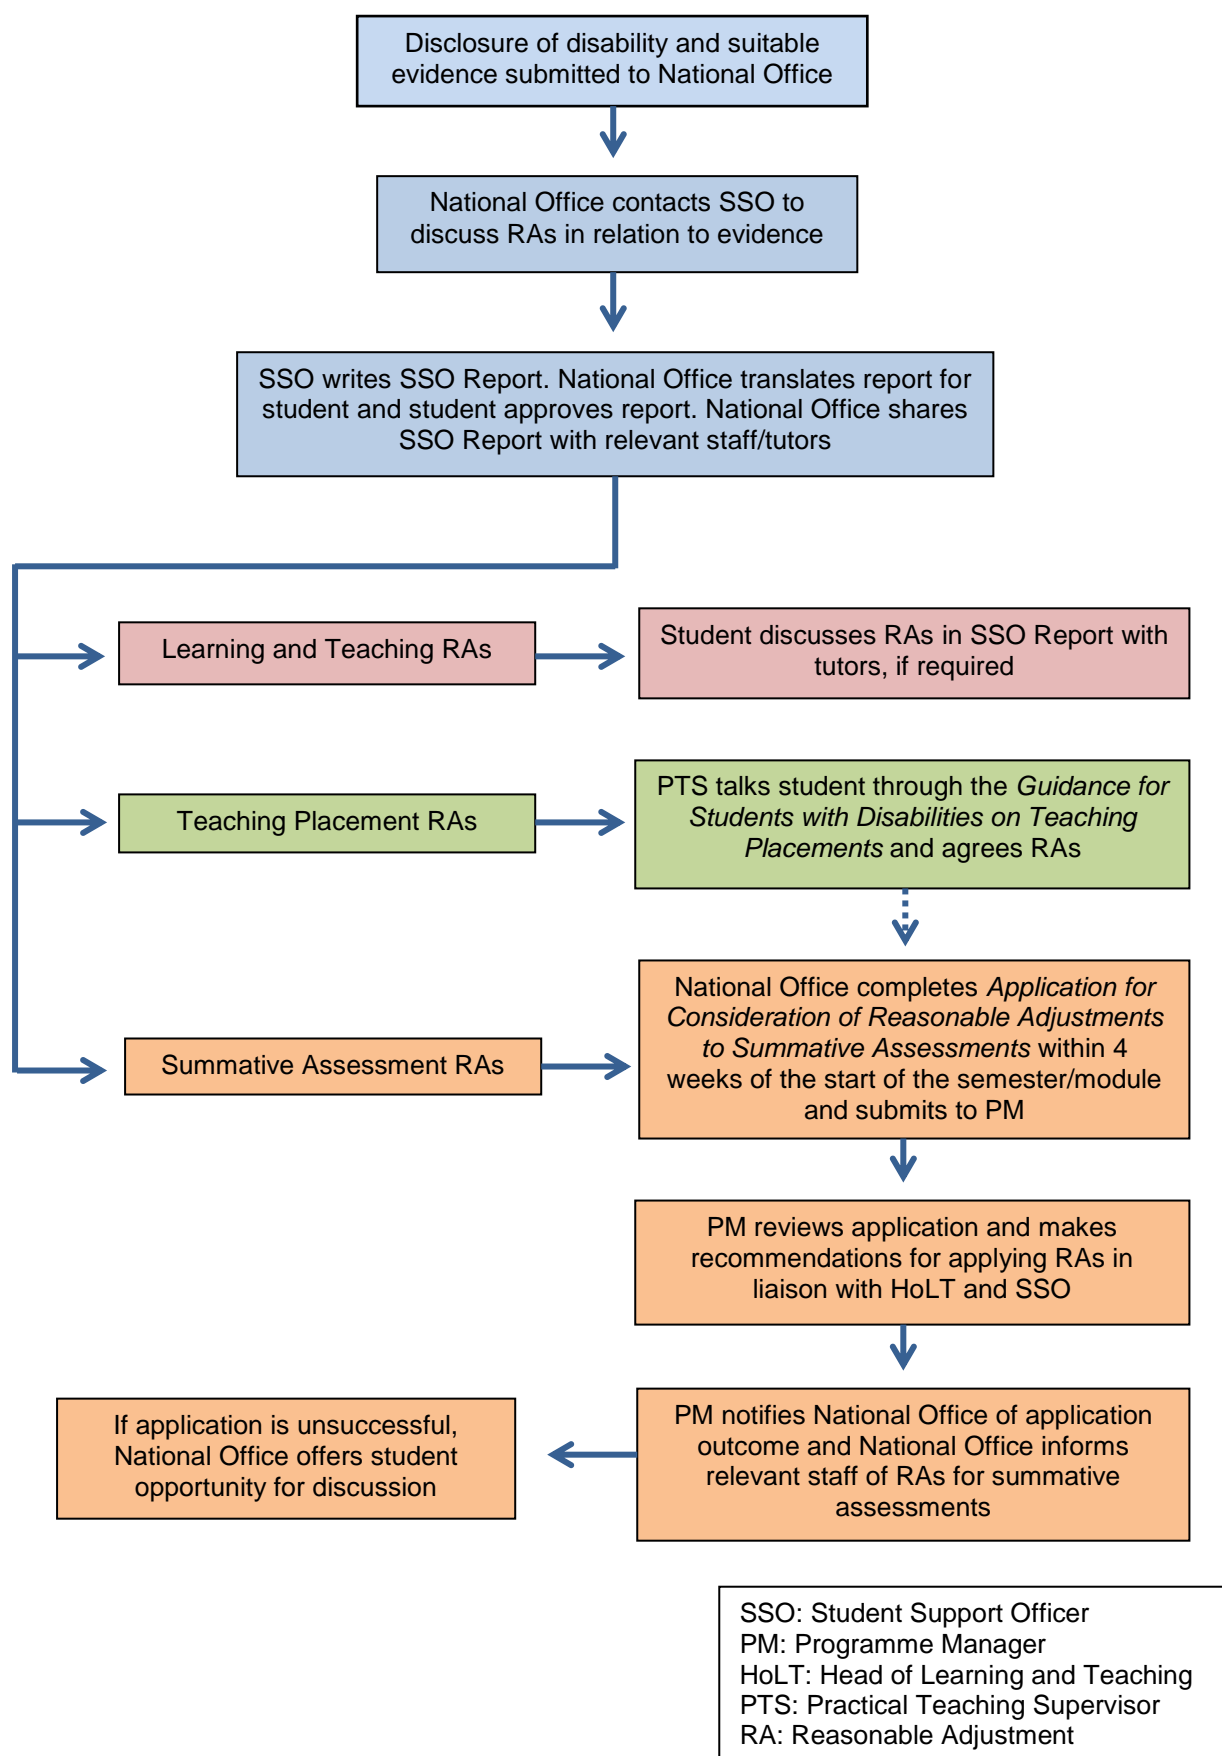 Disclosure of disability and suitable
evidence submitted to National Office
National Office contacts SSO to
discuss RAs in relation to evidence
SSO writes SSO Report. National Office translates report for
student and student approves report. National Office shares
SSO Report with relevant staff/tutors
Learning and Teaching RAs
Student discusses RAs in SSO Report with
tutors, if required
Teaching Placement RAs
PTS talks student through the Guidance for
Students with Disabilities on Teaching
Placements and agrees RAs
Summative Assessment RAs
National Office completes Application for
Consideration of Reasonable Adjustments
to Summative Assessments within 4
weeks of the start of the semester/module
and submits to PM
PM reviews application and makes
recommendations for applying RAs in
liaison with HoLT and SSO
PM notifies National Office of application
outcome and National Office informs
relevant staff of RAs for summative
assessments
If application is unsuccessful,
National Office offers student
opportunity for discussion
SSO: Student Support Officer
PM: Programme Manager
HoLT: Head of Learning and Teaching
PTS: Practical Teaching Supervisor
RA: Reasonable Adjustment